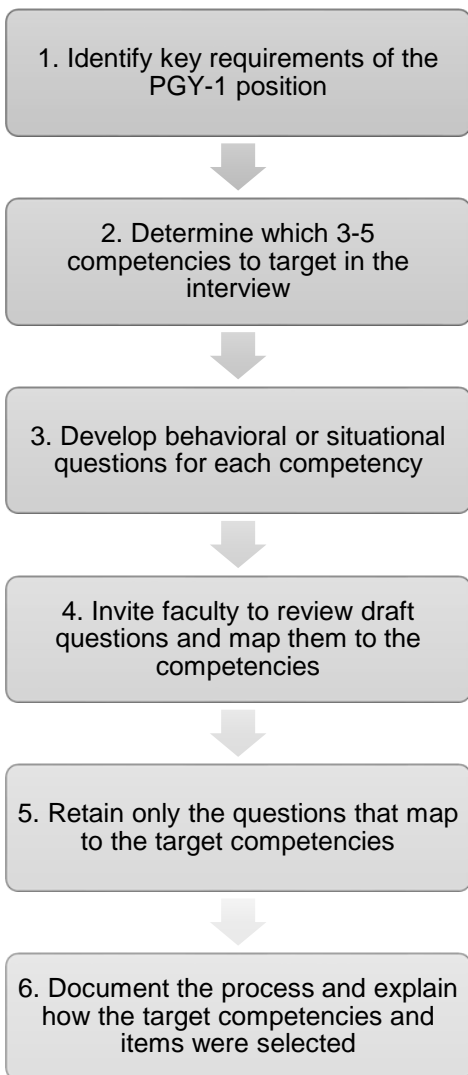 1. Identify key requirements of the
PGY-1 position
2. Determine which 3-5
competencies to target in the
interview
3. Develop behavioral or situational
questions for each competency
4. Invite faculty to review draft
questions and map them to the
competencies
5. Retain only the questions that map
to the target competencies
6. Document the process and explain
how the target competencies and
items were selected